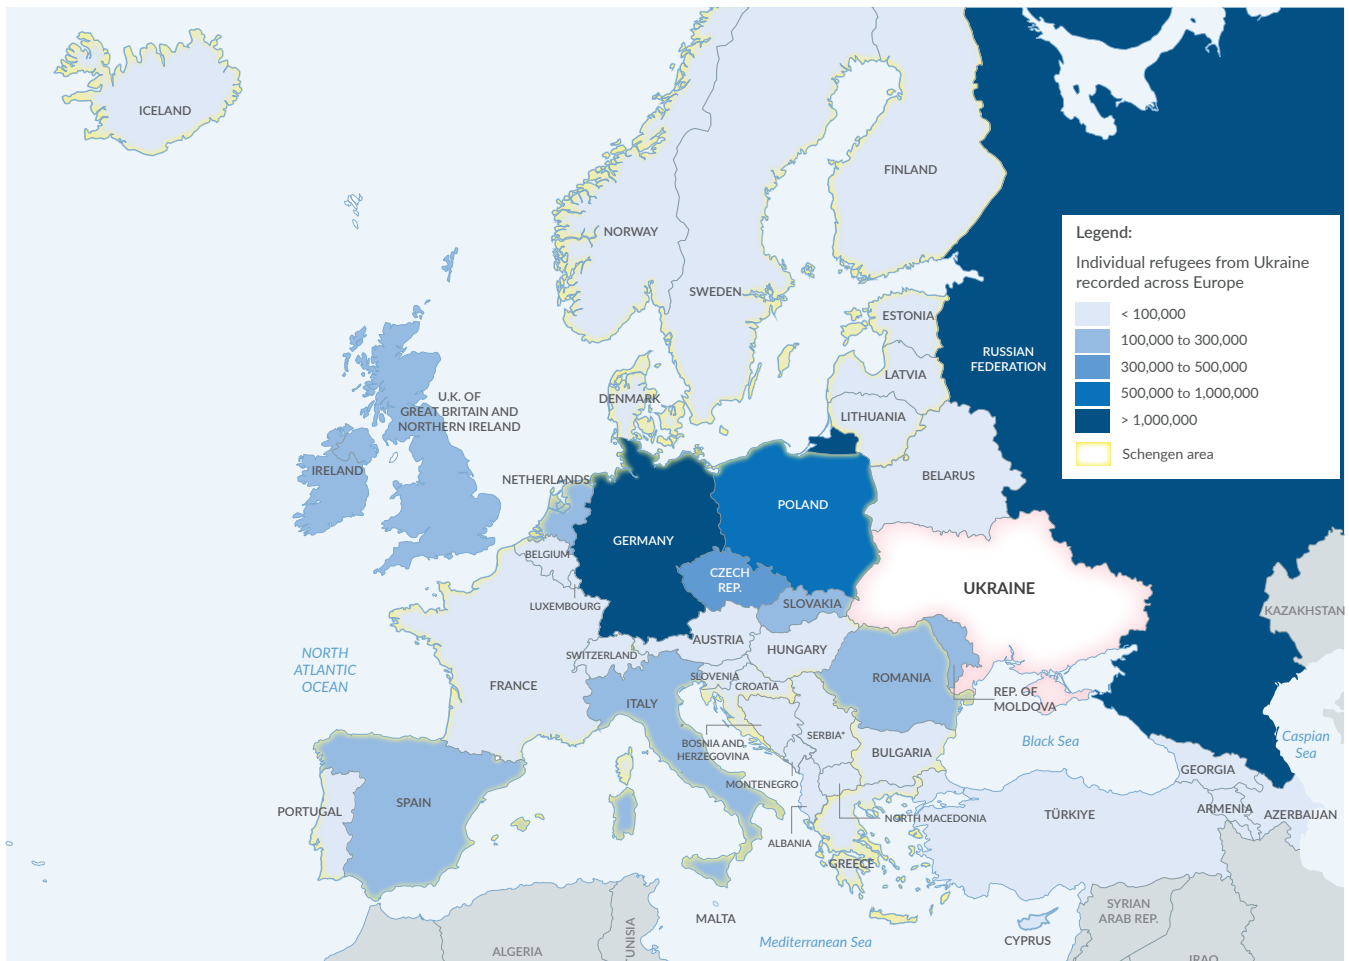 ICELAND
FINLAND
NORWAY
SWEDEN
ESTONIA
LATVIA
LITHUANIA
DENMARK
RUSSIAN
FEDERATION
Legend:
Individual refugees from Ukraine
recorded across Europe
< 100,000
100,000 to 300,000
300,000 to 500,000
500,000 to 1,000,000
> 1,000,000
Schengen area
U.K. OF
GREAT BRITAIN AND
NORTHERN IRELAND
IRELAND
NETHERLANDS
BELARUS
POLAND
GERMANY
BELGIUM
CZECH
REP.
UKRAINE
LUXEMBOURG
SLOVAKIA
KAZAKHSTAN
AUSTRIA
HUNGARY
SWITZERLAND
NORTH
ATLANTIC
OCEAN
FRANCE
SLOVENIA
CROATIA
ROMANIA
REP. OF
MOLDOVA
ITALY
BOSNIA AND
HERZEGOVINA
SERBIA*
Black Sea
Caspian
Sea
BULGARIA
MONTENEGRO
GEORGIA
SPAIN
PORTUGAL
NORTH MACEDONIA
TÜRKIYE
ARMENIA
AZERBAIJAN
ALBANIA
GREECE
MALTA
SYRIAN
ARAB REP.
CYPRUS
Mediterranean Sea
ALGERIA
TUNISIA
IRAQ